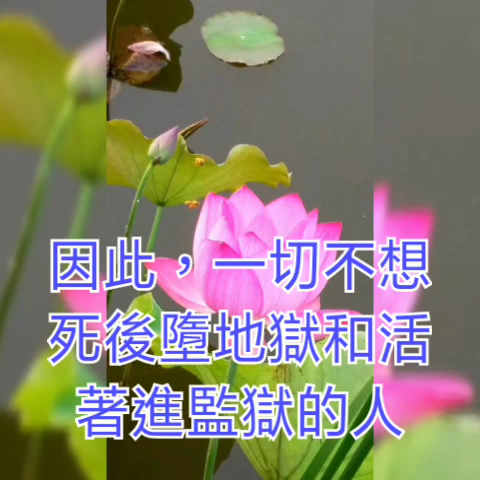 因此，一切不想
死後墮地獄和活
著進監獄的人